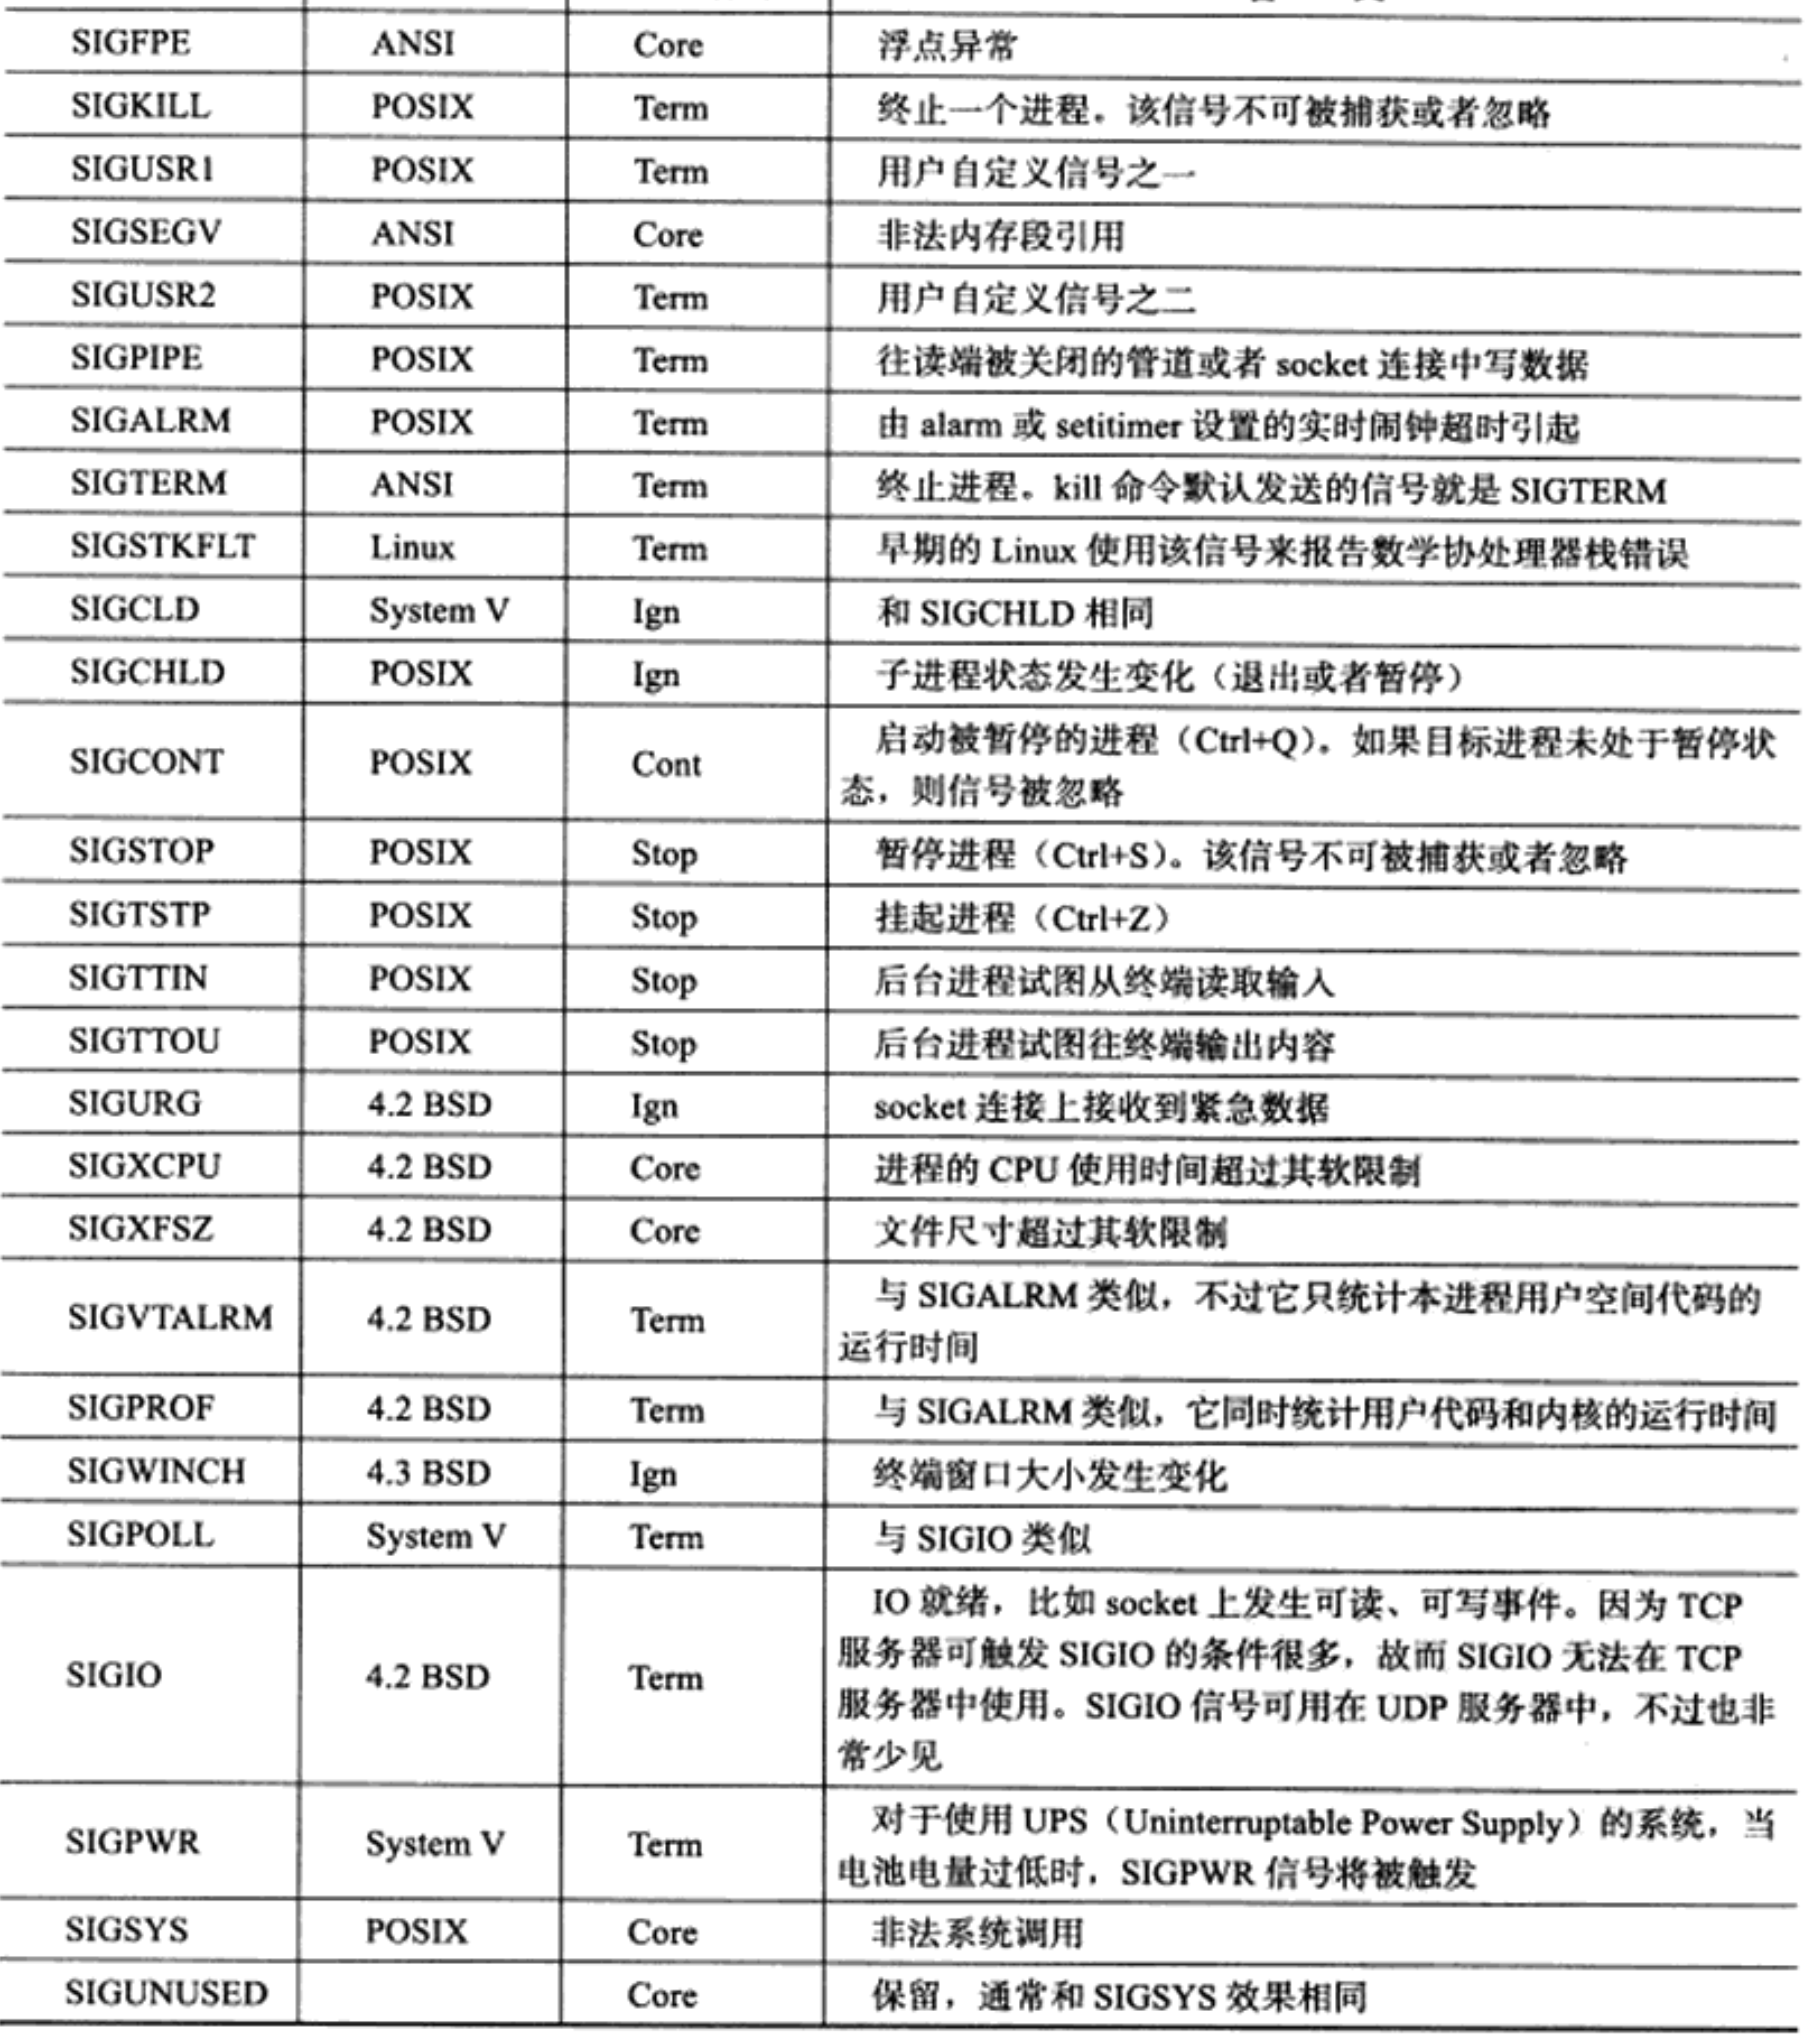 SIGFPE ANSI Core 浮点异常
SIGKILL POSIX Term 终止一个进程。该信号不可被捕获或者忽略
SIGUSR1 POSIX Term 用户自定义信号之一
SIGSEGV ANSI Core 非法内存段引用
SIGUSR2 POSIX Term 用户自定义信号之二
SIGPIPE POSIX Term 往读端被关闭的管道或者 socket 连接中写数据
SIGALRM POSIX Term 由 alarm 或 setitimer 设置的实时闹钟超时引起
SIGTERM ANSI Term 终止进程。kill 命令默认发送的信号就是 SIGTERM
SIGSTKFLT Linux Term 早期的 Linux 使用该信号来报告数学协处理器栈错误
SIGCLD System V Ign 和 SIGCHLD 相同
SIGCHLD POSIX Ign 子进程状态发生变化（退出或者暂停）
SIGCONT POSIX Cont 启动被暂停的进程（Ctrl+Q）。如果目标进程未处于暂停状
态，则信号被忽略
SIGSTOP POSIX Stop 暂停进程（Ctrl+S）。该信号不可被捕获或者忽略
SIGTSTP POSIX Stop 挂起进程（Ctrl+Z）
SIGTTIN POSIX Stop 后台进程试图从终端读取输入
SIGTTOU POSIX Stop 后台进程试图往终端输出内容
SIGURG 4.2 BSD Ign socket 连接上接收到紧急数据
SIGXCPU 4.2 BSD Core 进程的 CPU 使用时间超过其软限制
SIGXFSZ 4.2 BSD Core 文件尺寸超过其软限制
SIGVTALRM 4.2 BSD Term 与 SIGALRM 类似，不过它只统计本进程用户空间代码的
运行时间
SIGPROF 4.2 BSD Term 与 SIGALRM 类似，它同时统计用户代码和内核的运行时间
SIGWINCH 4.3 BSD Ign 终端窗口大小发生变化
SIGPOLL System V Term 与 SIGIO 类似
SIGIO 4.2 BSD Term IO 就绪，比如 socket 上发生可读、可写事件。因为 TCP
服务器可触发 SIGIO 的条件很多，故而 SIGIO 无法在 TCP
服务器中使用。SIGIO 信号可用在 UDP 服务器中，不过也非
常少见
SIGPWR System V Term 对于使用 UPS（Uninterruptable Power Supply）的系统，当
电池电量过低时，SIGPWR 信号将被触发
SIGSYS POSIX Core 非法系统调用
SIGUNUSED Core 保留，通常和 SIGSYS 效果相同